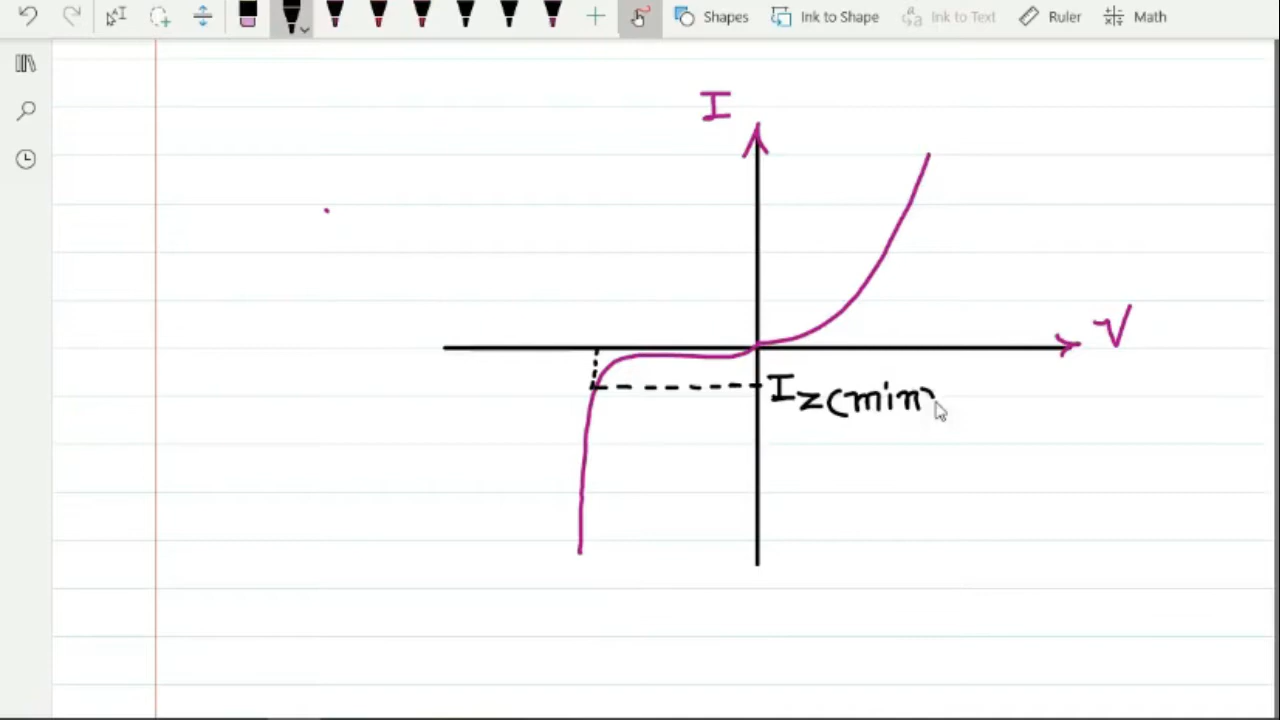 Shapes
Ink to Shape
Ink to Text
Ruler
Math
I
V
Iz(min)